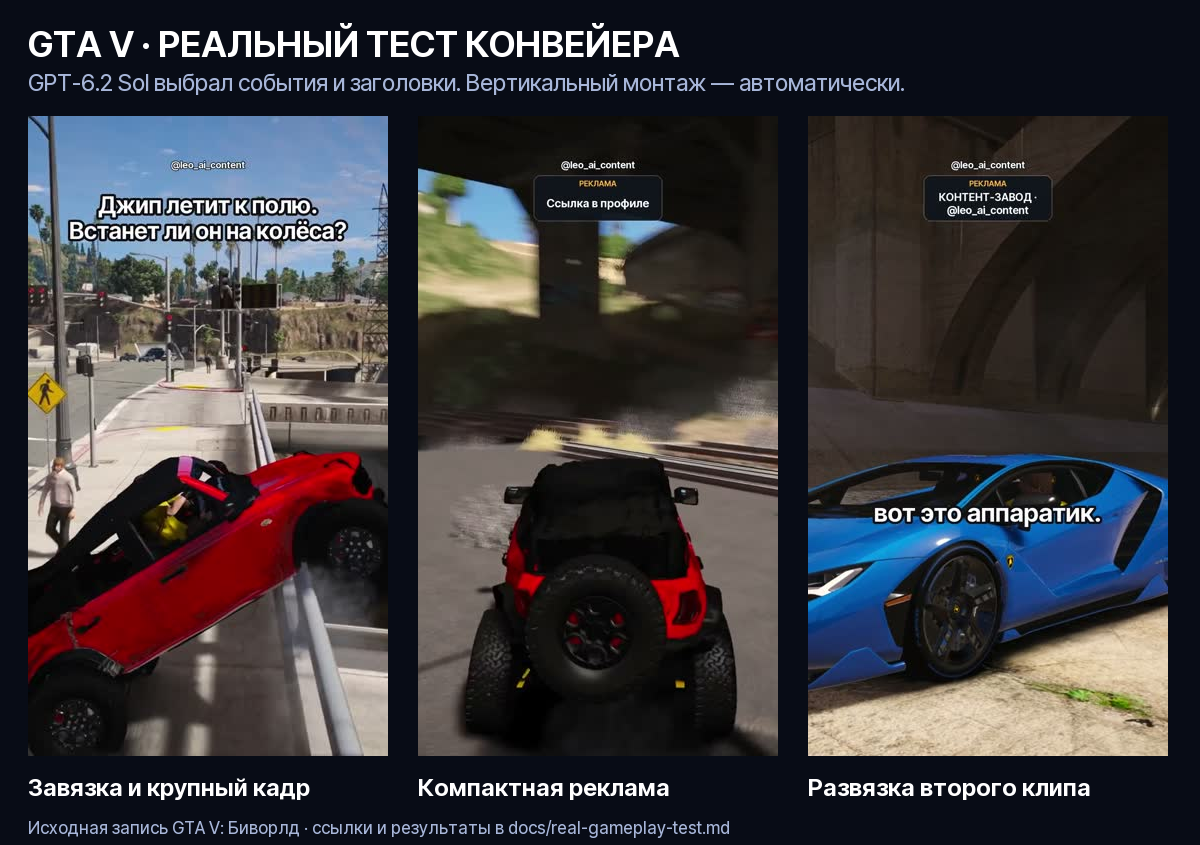 GTA V · РЕАЛЬНЫЙ ТЕСТ КОНВЕЙЕРА
GPT-6.2 Sol выбрал события и заголовки. Вертикальный монтаж — автоматически.
@leo_ai_content
Джип летит к полю.
Встанет ли он на колёса?
@leo_ai_content
РЕКЛАМА
Ссылка в профиле
@leo_ai_content
РЕКЛАМА
КОНТЕНТ-ЗАВОД ·
@leo_ai_content
вот это аппаратик.
Завязка и крупный кадр
Компактная реклама
Развязка второго клипа
Исходная запись GTA V: Биворлд · ссылки и результаты в docs/real-gameplay-test.md